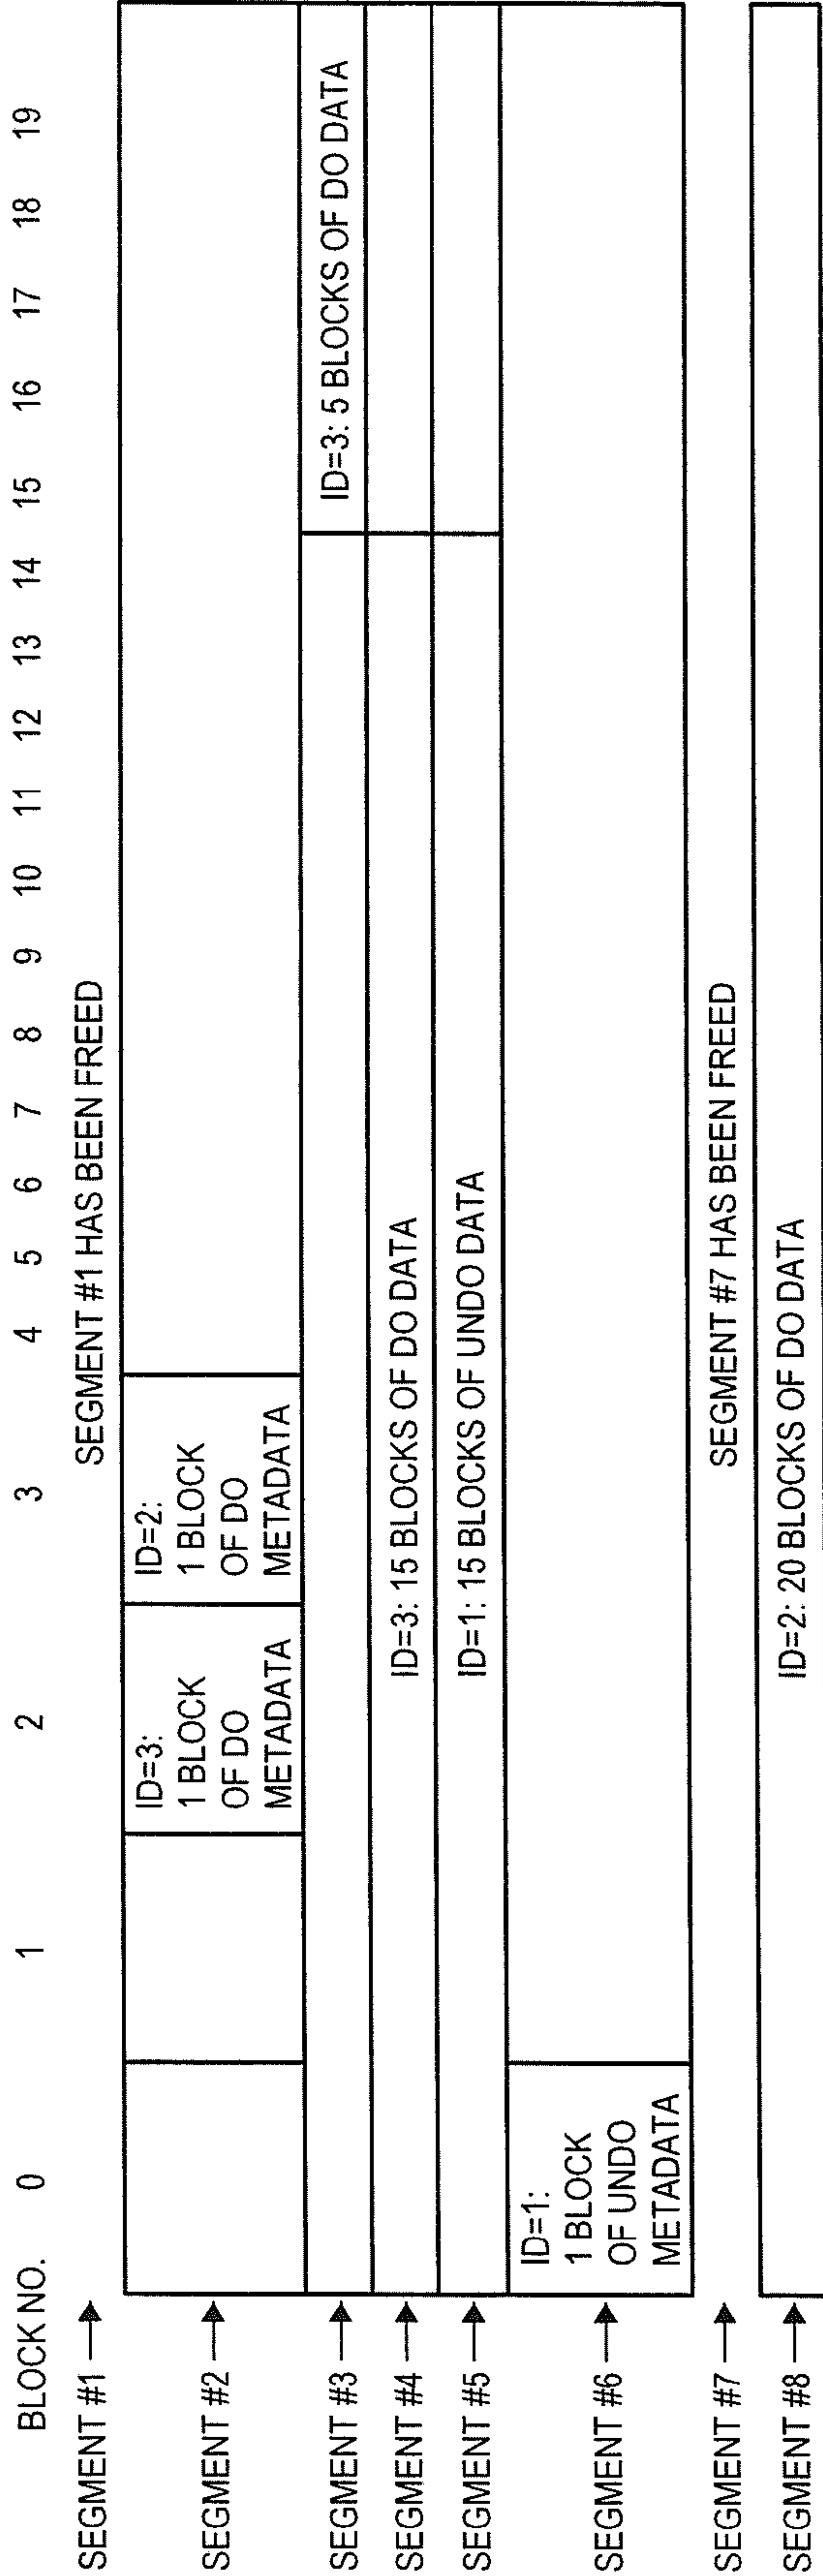 BLOCK NO. 0 1 2 3 4 5 6 7 8 9 10 11 12 13 14 15 16 17 18 19
SEGMENT #1 SEGMENT #1 HAS BEEN FREED
SEGMENT #2
ID=3:
1 BLOCK
OF DO
METADATA
ID=2:
1 BLOCK
OF DO
METADATA
SEGMENT #3 ID=3: 5 BLOCKS OF DO DATA
SEGMENT #4 ID=3: 15 BLOCKS OF DO DATA
SEGMENT #5 ID=1: 15 BLOCKS OF UNDO DATA
SEGMENT #6
ID=1:
1 BLOCK
OF UNDO
METADATA
SEGMENT #7 SEGMENT #7 HAS BEEN FREED
SEGMENT #8 ID=2: 20 BLOCKS OF DO DATA